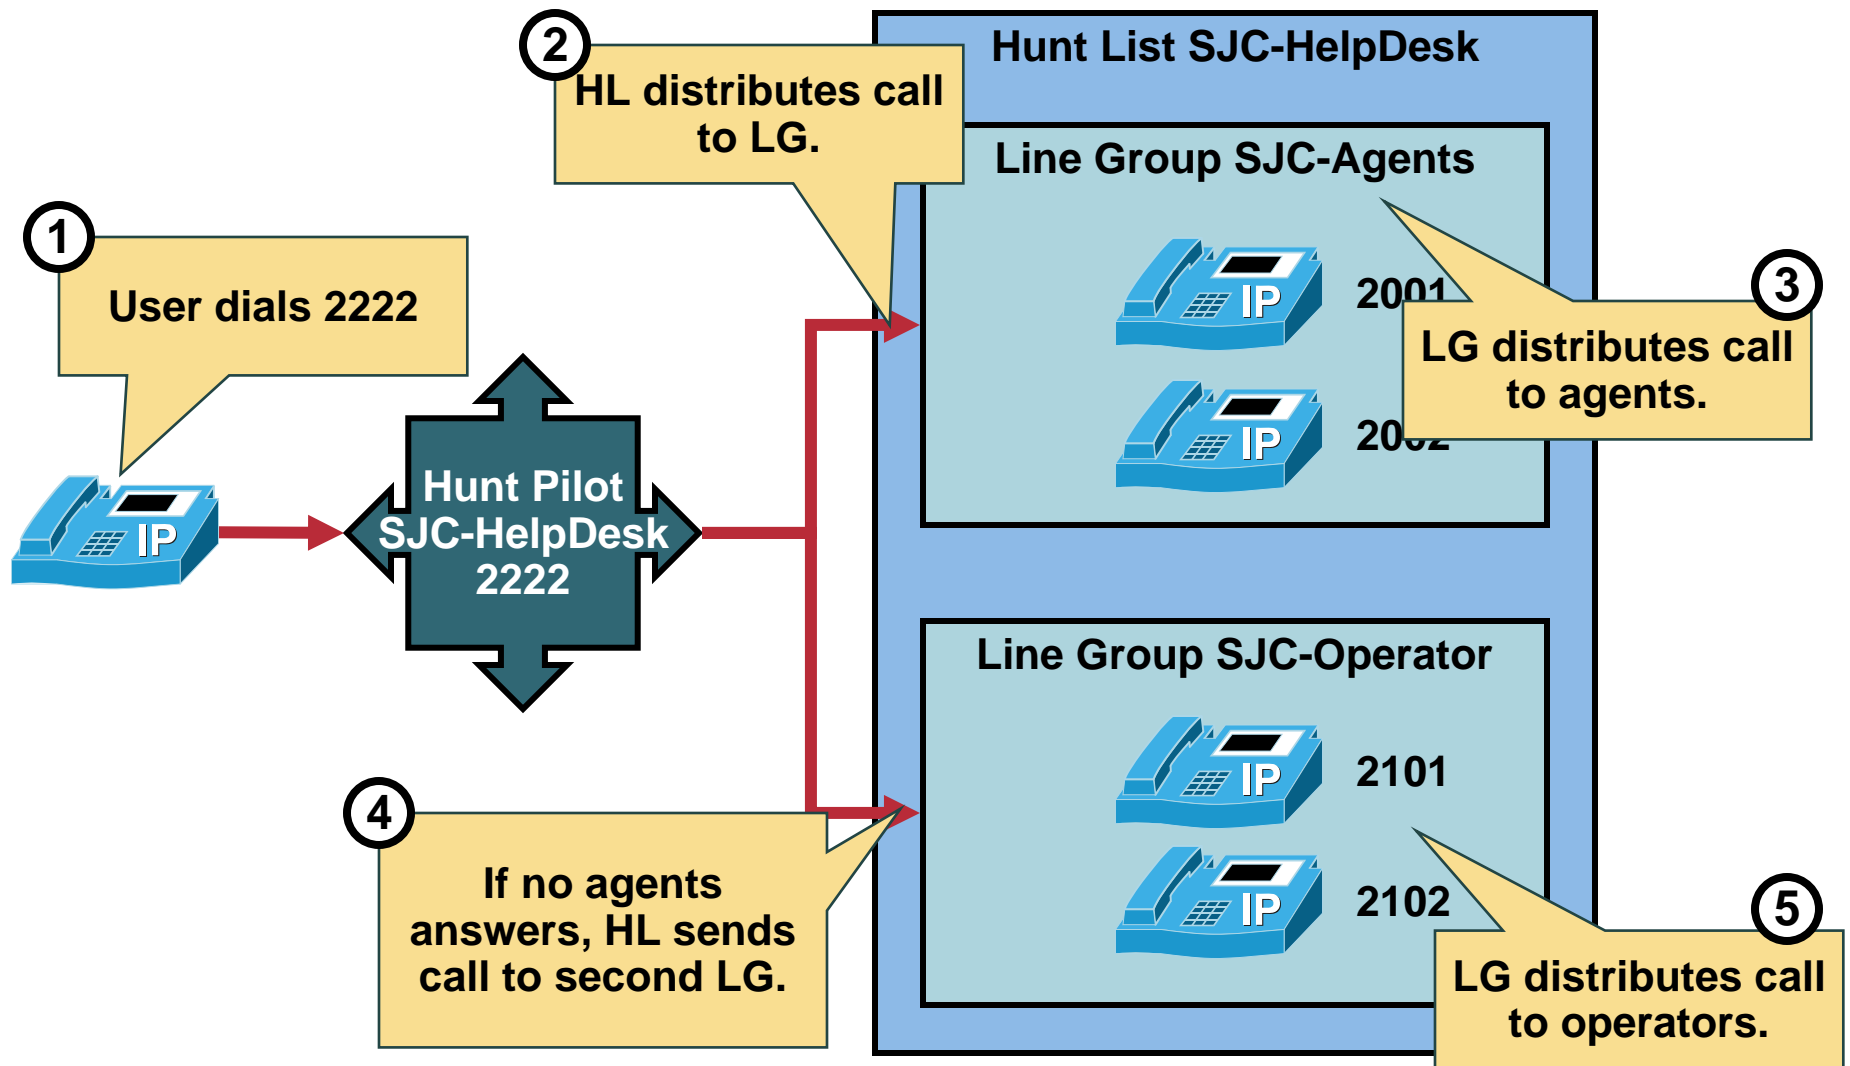 2
HL distributes call
to LG.
Hunt List SJC-HelpDesk
Line Group SJC-Agents
1
User dials 2222
IP
2001
3
LG distributes call
to agents.
IP
2002
IP
Hunt Pilot
SJC-HelpDesk
2222
Line Group SJC-Operator
IP
2101
4
If no agents
answers, HL sends
call to second LG.
IP
2102
5
LG distributes call
to operators.